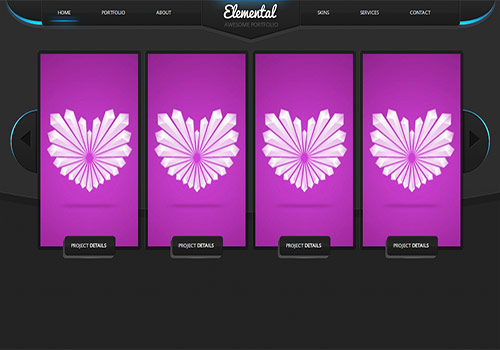 HOME PORTFOLIO ABOUT Elemental SKINS SERVICES CONTACT
AWESOME PORTFOLIO
PROJECT DETAILS PROJECT DETAILS PROJECT DETAILS PROJECT DETAILS